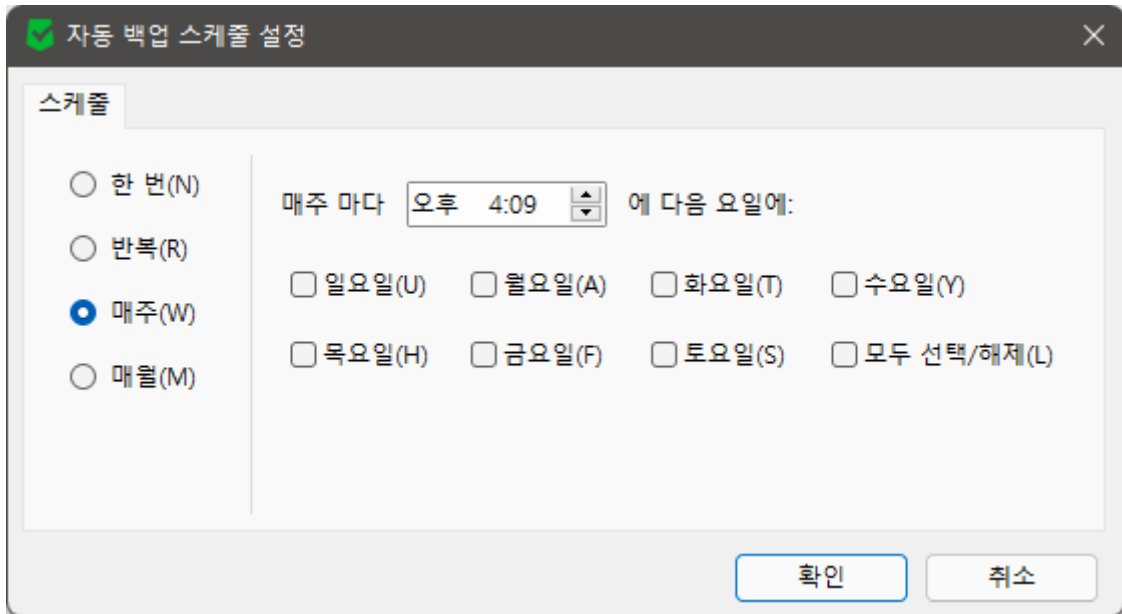 자동 백업 스케줄 설정
스케줄
한 번(N)
반복(R)
매주(W)
매월(M)
매주 마다 오후 4:09 에 다음 요일에:
일요일(U) 월요일(A) 화요일(T) 수요일(Y)
목요일(H) 금요일(F) 토요일(S) 모두 선택/해제(L)
확인 취소